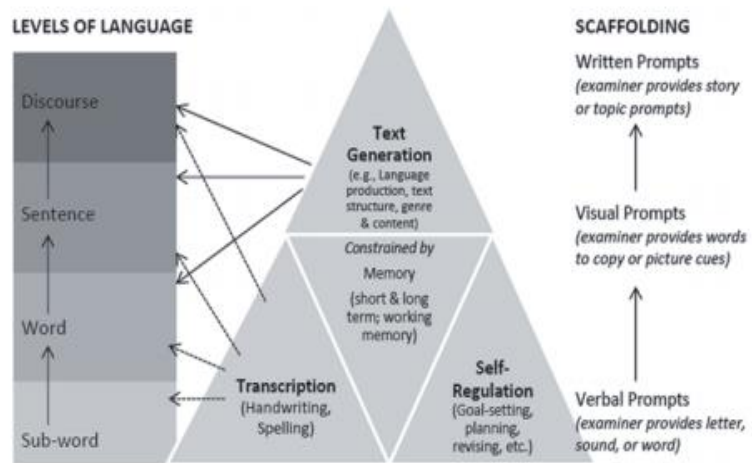 LEVELS OF LANGUAGE
Discourse
Sentence
Word
Sub-word
Text
Generation
(e.g., Language
production, text
structure, genre
& content)
Constrained by
Memory
(short & long
term; working
memory)
Transcription
(Handwriting,
Spelling)
Self-
Regulation
(Goal-setting,
planning,
revising, etc.)
SCAFFOLDING
Written Prompts
(examiner provides story
or topic prompts)
Visual Prompts
(examiner provides words
to copy or picture cues)
Verbal Prompts
(examiner provides letter,
sound, or word)